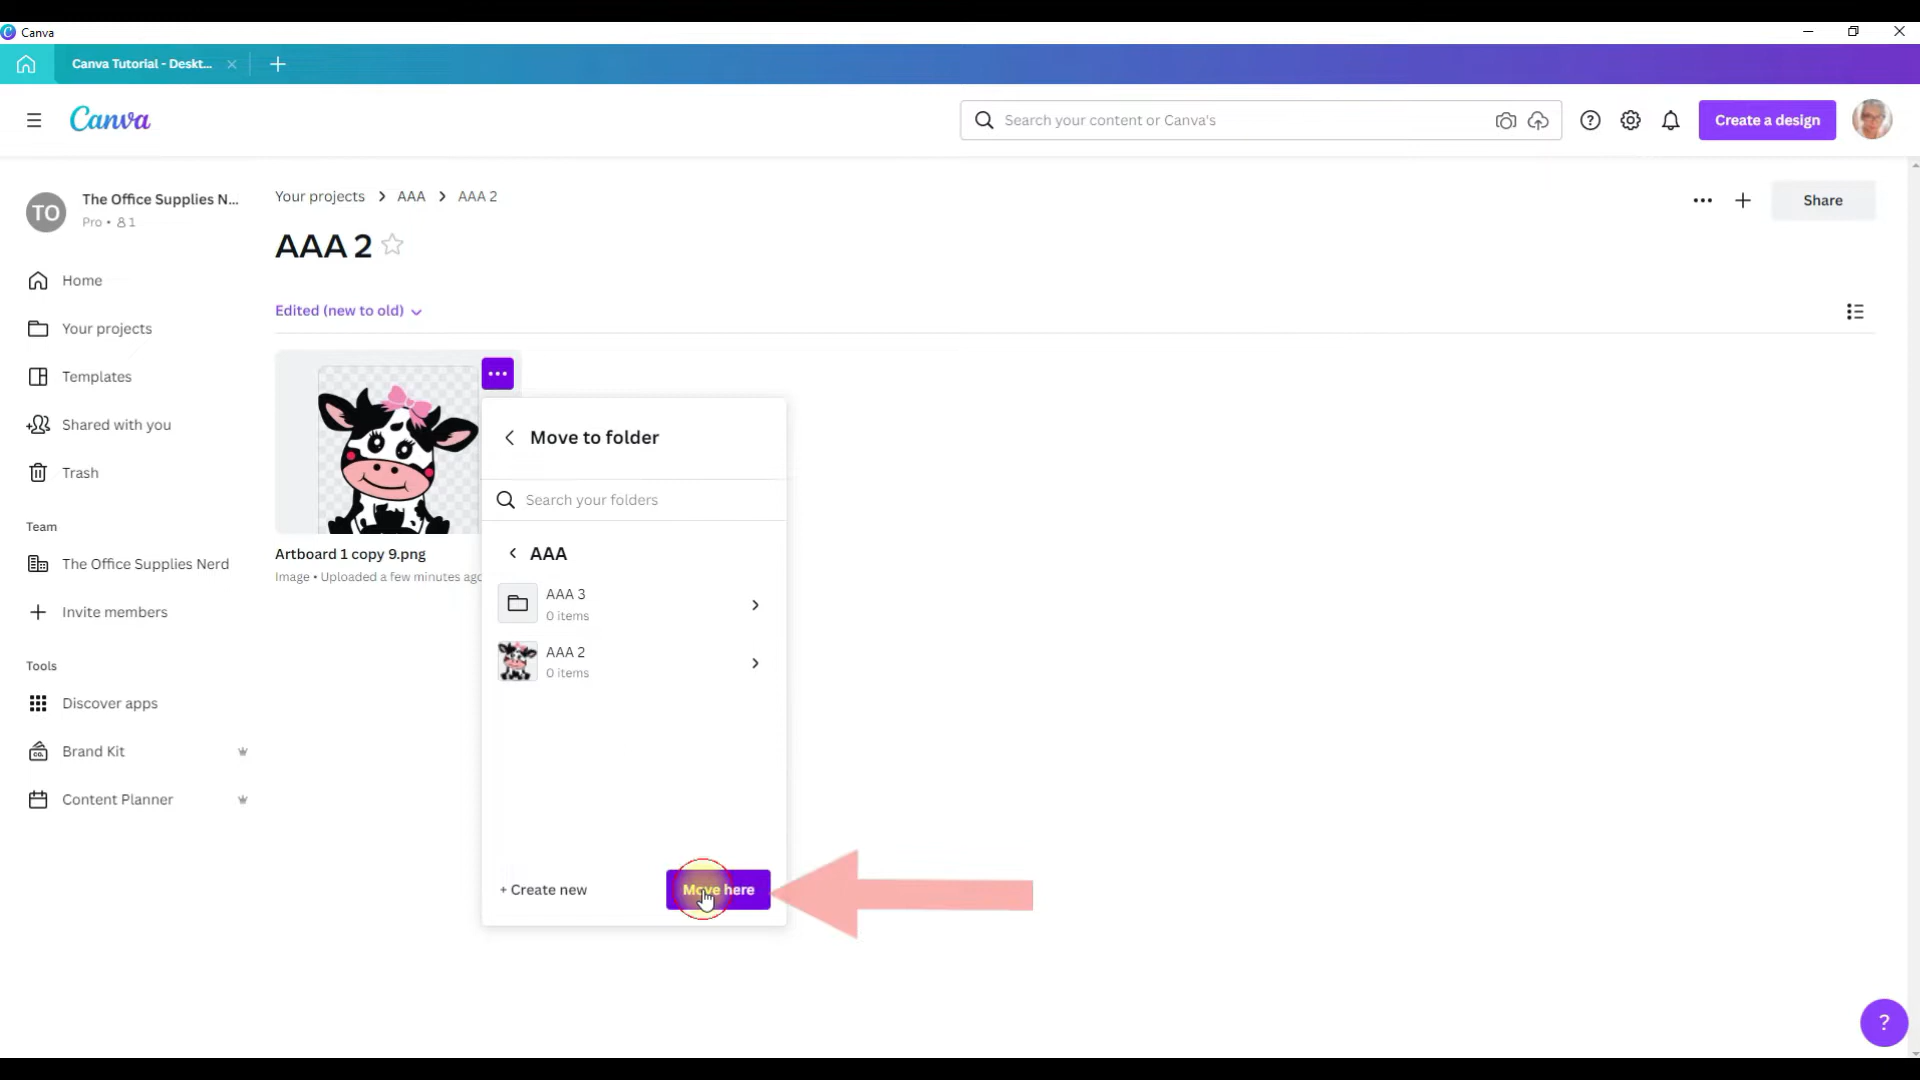 Canva
Canva Tutorial - Deskt...
Canva
Search your content or Canva's
Create a design
TO
The Office Supplies N...
Pro • 1
Home
Your projects
Templates
Shared with you
Trash
Team
The Office Supplies Nerd
Invite members
Tools
Discover apps
Brand Kit
Content Planner
Your projects > AAA > AAA 2
Share
AAA 2
Edited (new to old)
Artboard 1 copy 9.png
Image • Uploaded a few minutes ago
Move to folder
Search your folders
AAA
AAA 3
0 items
AAA 2
0 items
+ Create new
Move here
?